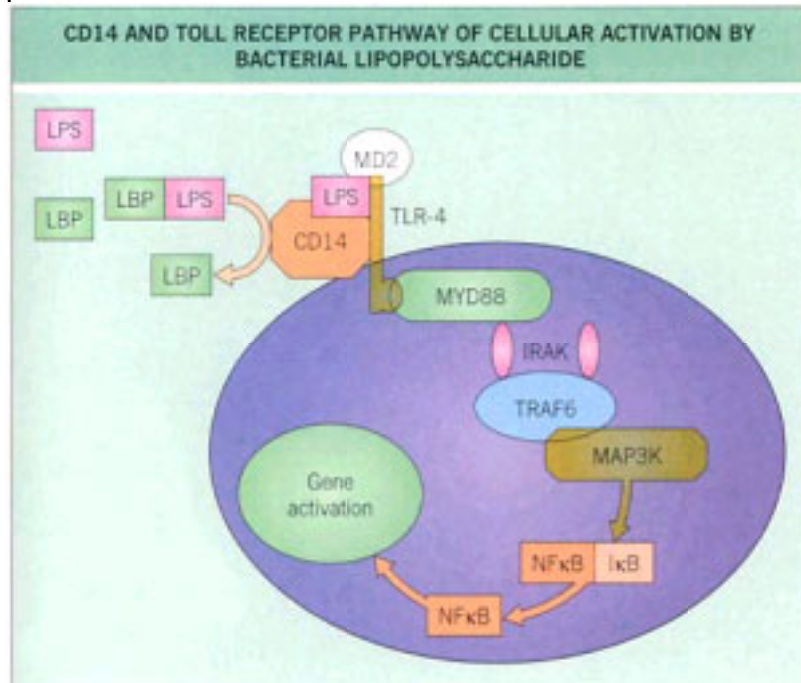 CD14 AND TOLL RECEPTOR PATHWAY OF CELLULAR ACTIVATION BY
BACTERIAL LIPOPOLYSACCHARIDE
LPS
MD2
LBP LPS
LPS
TLR-4
LBP
CD14
LBP
MYD88
IRAK
TRAF6
MAP3K
Gene
activation
NFκB IκB
NFκB